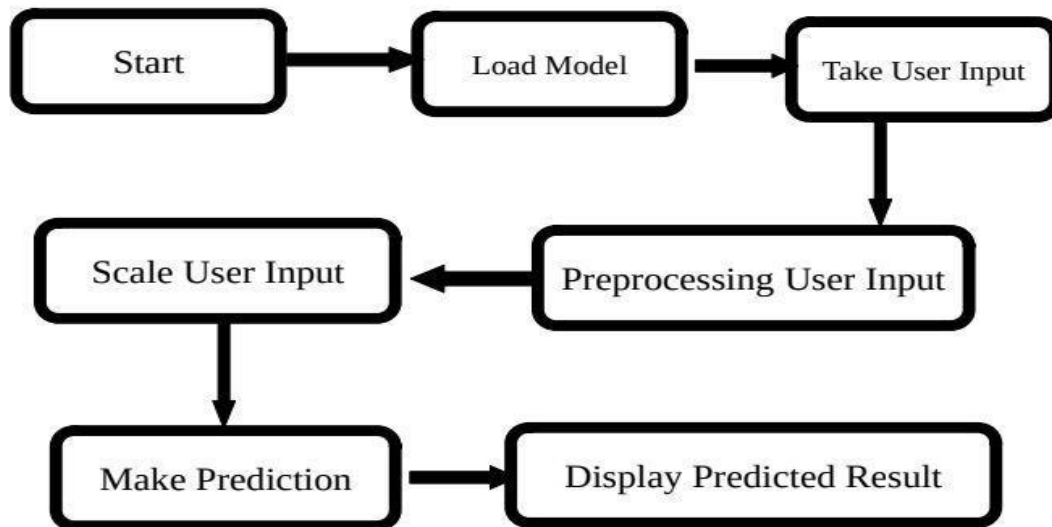 Start
Load Model
Take User Input
Preprocessing User Input
Scale User Input
Make Prediction
Display Predicted Result